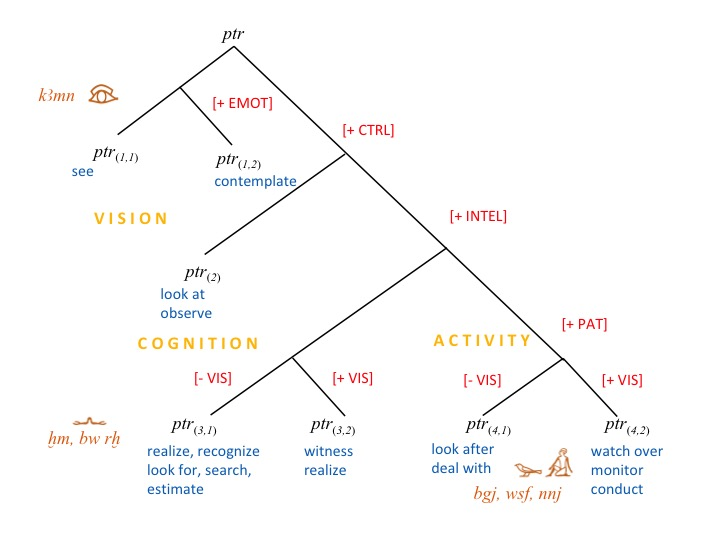 ptr
kꜣmn
[+ EMOT]
[+ CTRL]
ptr(1,1)
see
ptr(1,2)
contemplate
VISION
[+ INTEL]
ptr(2)
look at
observe
[+ PAT]
COGNITION
ACTIVITY
[- VIS]
[+ VIS]
[- VIS]
[+ VIS]
ḫm, bw rḫ
ptr(3,1)
realize, recognize
look for, search,
estimate
ptr(3,2)
witness
realize
ptr(4,1)
look after
deal with
bgj, wsf, nnj
ptr(4,2)
watch over
monitor
conduct